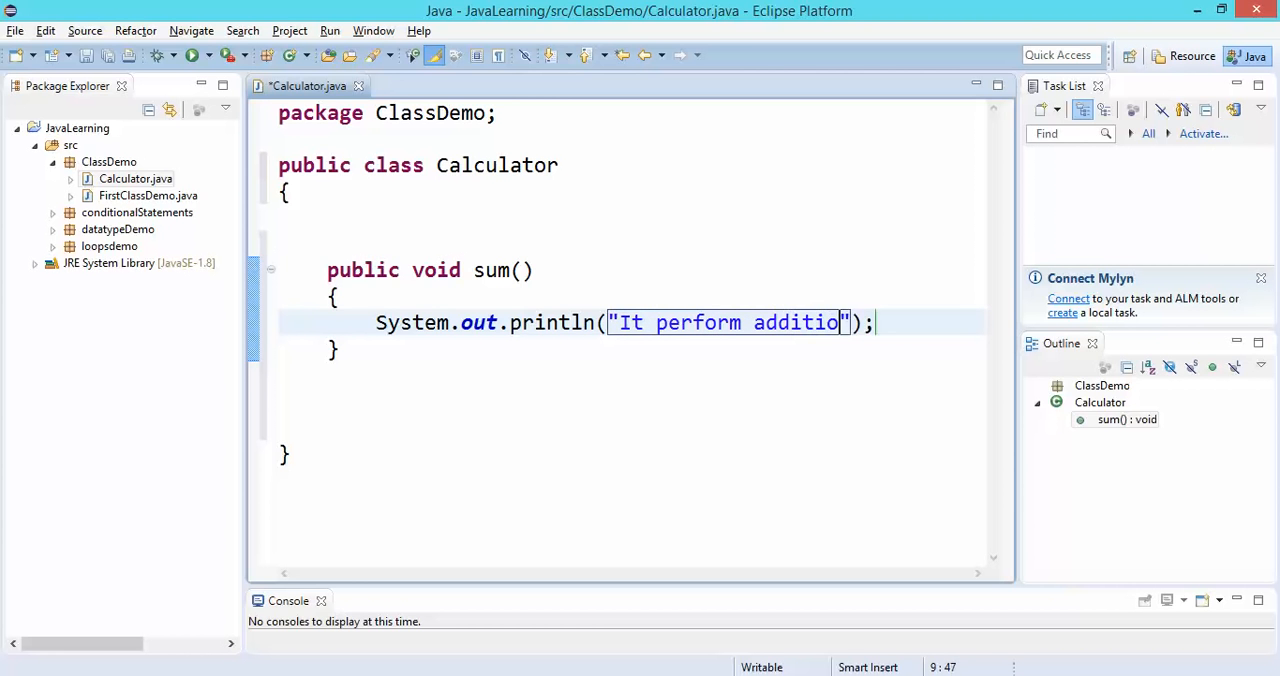 Java - JavaLearning/src/ClassDemo/Calculator.java - Eclipse Platform
File Edit Source Refactor Navigate Search Project Run Window Help
Quick Access Resource Java
Package Explorer
JavaLearning
src
ClassDemo
Calculator.java
FirstClassDemo.java
conditionalStatements
datatypeDemo
loopsdemo
JRE System Library [JavaSE-1.8]
*Calculator.java
package ClassDemo;
public class Calculator
{
public void sum()
{
System.out.println("It perform additio");
}
}
Task List
Find All Activate...
Connect Mylyn
Connect to your task and ALM tools or
create a local task.
Outline
ClassDemo
Calculator
sum() : void
Console
No consoles to display at this time.
Writable Smart Insert 9 : 47